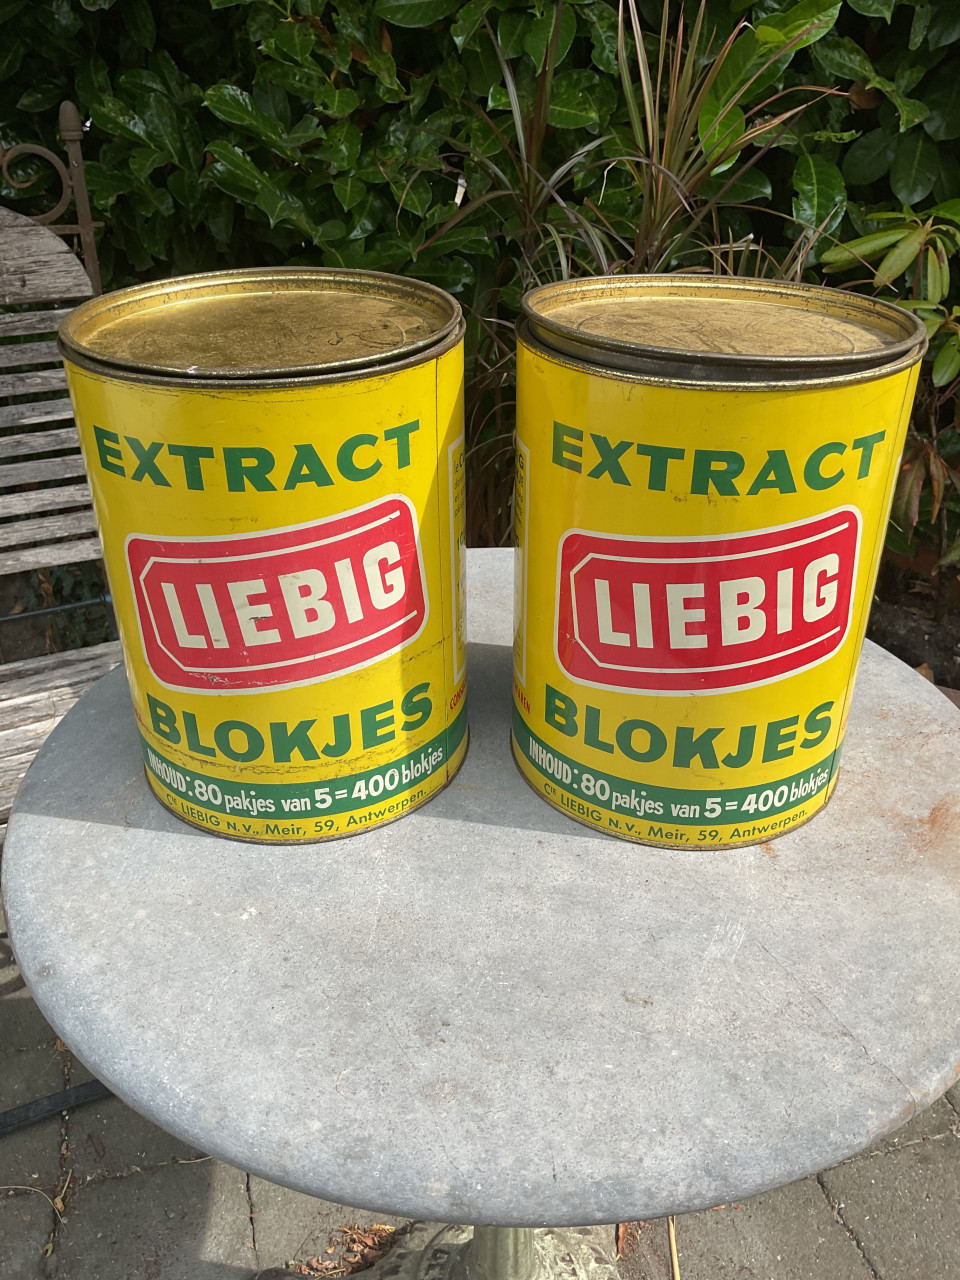 EXTRACT
LIEBIG
BLOKJES
INHOUD: 80 pakjes van 5 = 400 blokjes
Cie LIEBIG N.V., Meir, 59, Antwerpen.
EXTRACT
LIEBIG
BLOKJES
INHOUD: 80 pakjes van 5 = 400 blokjes
Cie LIEBIG N.V., Meir, 59, Antwerpen.